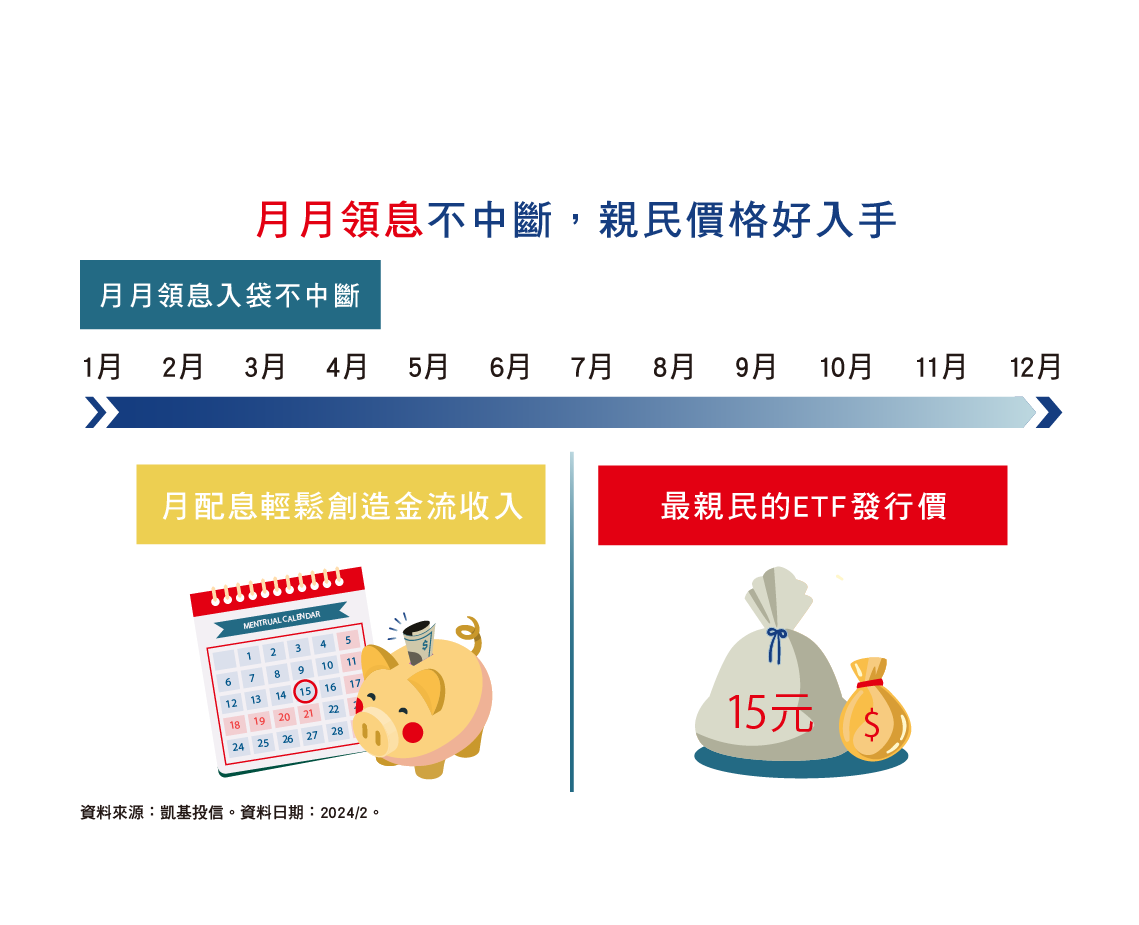 月月領息不中斷，親民價格好入手
月月領息入袋不中斷
1月 2月 3月 4月 5月 6月 7月 8月 9月 10月 11月 12月
月配息輕鬆創造金流收入
最親民的ETF發行價
MENTRUAL CALENDAR
1 2 3 4 5
6 7 8 9 10 11
12 13 14 15 16 17
18 19 20 21 22
24 25 26 27 28
$
15元
$
資料來源：凱基投信。資料日期：2024/2。